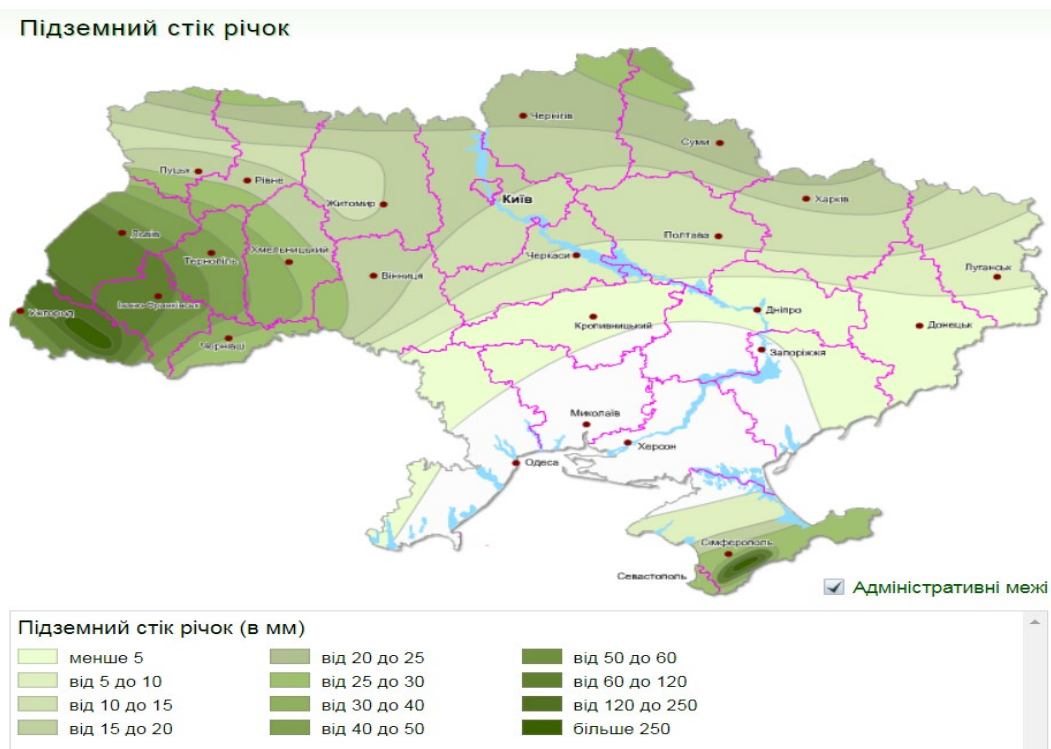 Підземний стік річок
Чернігів
Суми
Луцьк
Рівне
Київ
Житомир
Харків
Львів
Полтава
Хмельницький
Тернопіль
Черкаси
Вінниця
Луганськ
Івано-Франківськ
Ужгород
Дніпро
Кропивницький
Донецьк
Чернівці
Запоріжжя
Миколаїв
Херсон
Одеса
Сімферополь
Севастополь
Адміністративні межі
Підземний стік річок (в мм)
менше 5
від 5 до 10
від 10 до 15
від 15 до 20
від 20 до 25
від 25 до 30
від 30 до 40
від 40 до 50
від 50 до 60
від 60 до 120
від 120 до 250
більше 250